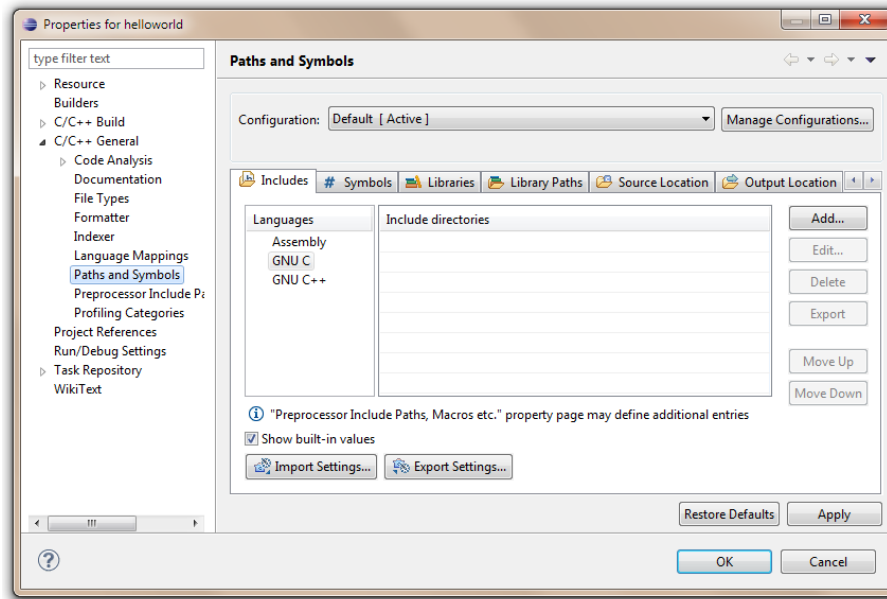 Properties for helloworld
type filter text
Resource
Builders
C/C++ Build
C/C++ General
Code Analysis
Documentation
File Types
Formatter
Indexer
Language Mappings
Paths and Symbols
Preprocessor Include Pa
Profiling Categories
Project References
Run/Debug Settings
Task Repository
WikiText
Paths and Symbols
Configuration: Default [ Active ] Manage Configurations...
Includes # Symbols Libraries Library Paths Source Location Output Location
Languages Include directories
Assembly
GNU C
GNU C++
Add...
Edit...
Delete
Export
Move Up
Move Down
"Preprocessor Include Paths, Macros etc." property page may define additional entries
Show built-in values
Import Settings... Export Settings...
Restore Defaults Apply
OK Cancel